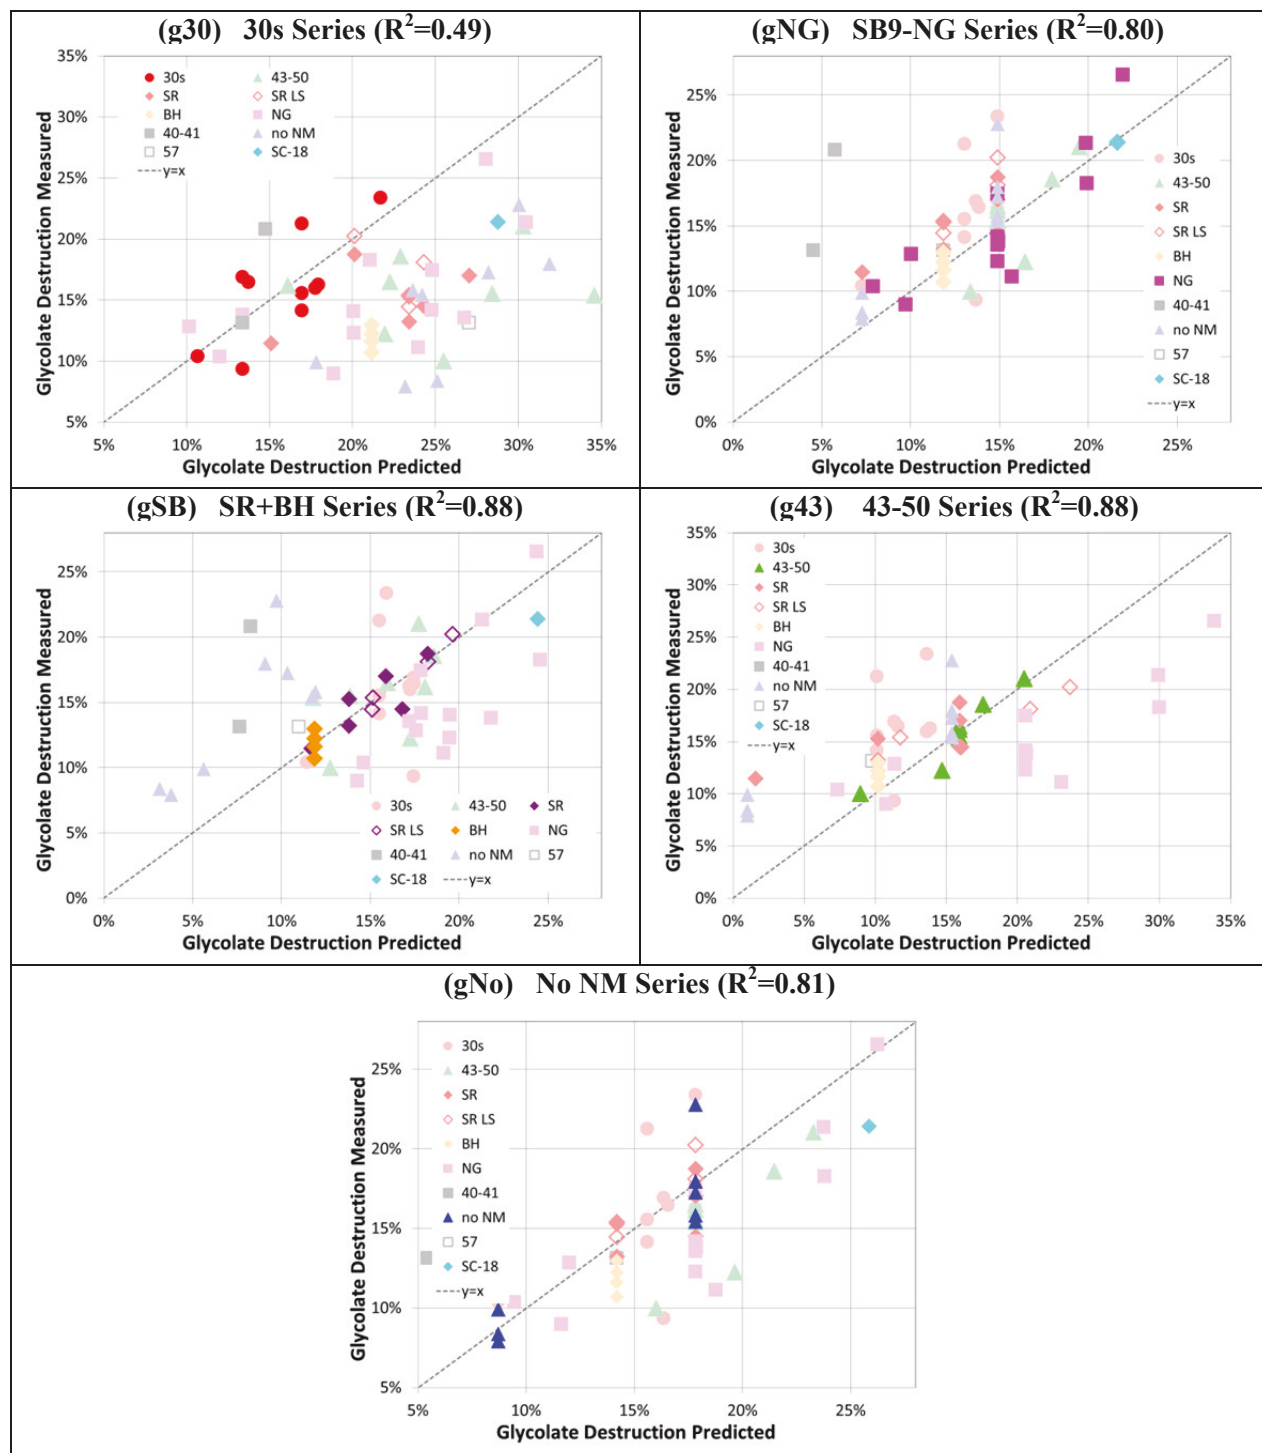 (g30) 30s Series (R²=0.49)
35%
30%
25%
20%
15%
10%
5%
Glycolate Destruction Measured
30s
43-50
SR
SR LS
BH
NG
40-41
no NM
57
SC-18
y=x
5%
10%
15%
20%
25%
30%
35%
Glycolate Destruction Predicted
(gNG) SB9-NG Series (R²=0.80)
25%
20%
15%
10%
5%
0%
Glycolate Destruction Measured
30s
43-50
SR
SR LS
BH
NG
40-41
no NM
57
SC-18
y=x
0%
5%
10%
15%
20%
25%
Glycolate Destruction Predicted
(gSB) SR+BH Series (R²=0.88)
25%
20%
15%
10%
5%
0%
Glycolate Destruction Measured
30s
43-50
SR
SR LS
BH
NG
40-41
no NM
57
SC-18
y=x
0%
5%
10%
15%
20%
25%
Glycolate Destruction Predicted
(g43) 43-50 Series (R²=0.88)
35%
30%
25%
20%
15%
10%
5%
0%
Glycolate Destruction Measured
30s
43-50
SR
SR LS
BH
NG
40-41
no NM
57
SC-18
y=x
0%
5%
10%
15%
20%
25%
30%
35%
Glycolate Destruction Predicted
(gNo) No NM Series (R²=0.81)
25%
20%
15%
10%
5%
Glycolate Destruction Measured
30s
43-50
SR
SR LS
BH
NG
40-41
no NM
57
SC-18
y=x
5%
10%
15%
20%
25%
Glycolate Destruction Predicted